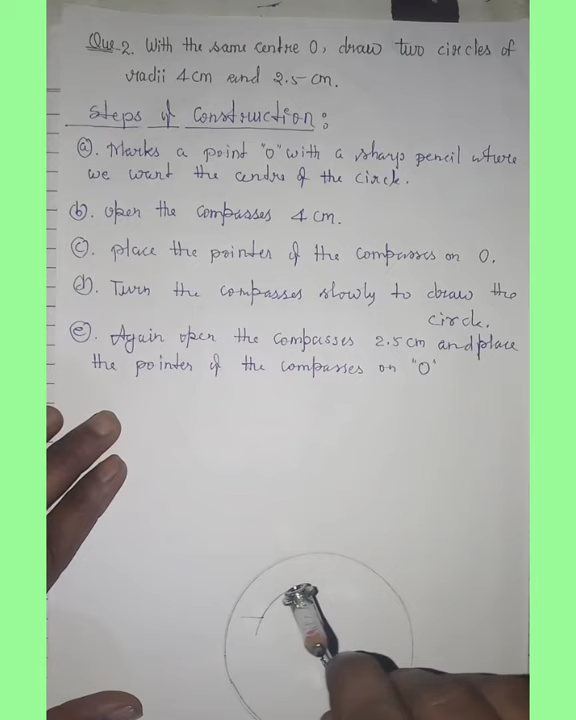 Que-2. With the same centre O, draw two circles of
radii 4cm and 2.5 cm.
Steps of Construction:
(a). Marks a point "O" with a sharp pencil where
we want the centre of the circle.
(b). Open the compasses 4 cm.
(c). Place the pointer of the compasses on O.
(d). Turn the compasses slowly to draw the
circle.
(e). Again open the compasses 2.5 cm and place
the pointer of the compasses on "O"